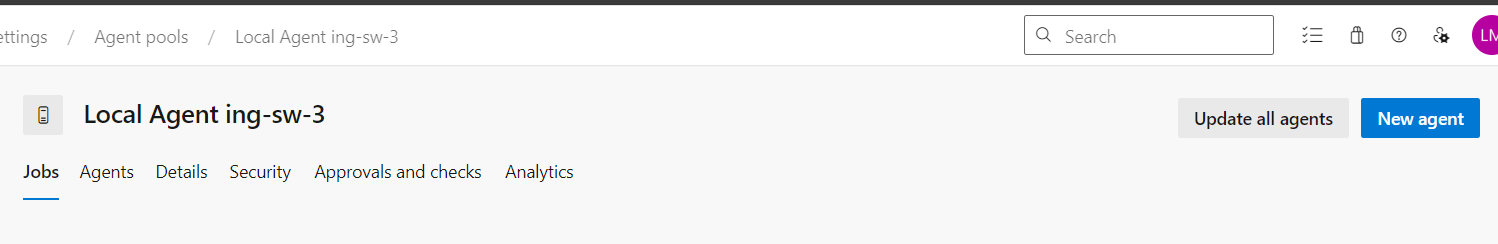 ettings / Agent pools / Local Agent ing-sw-3 Search LM
Local Agent ing-sw-3 Update all agents New agent
Jobs Agents Details Security Approvals and checks Analytics